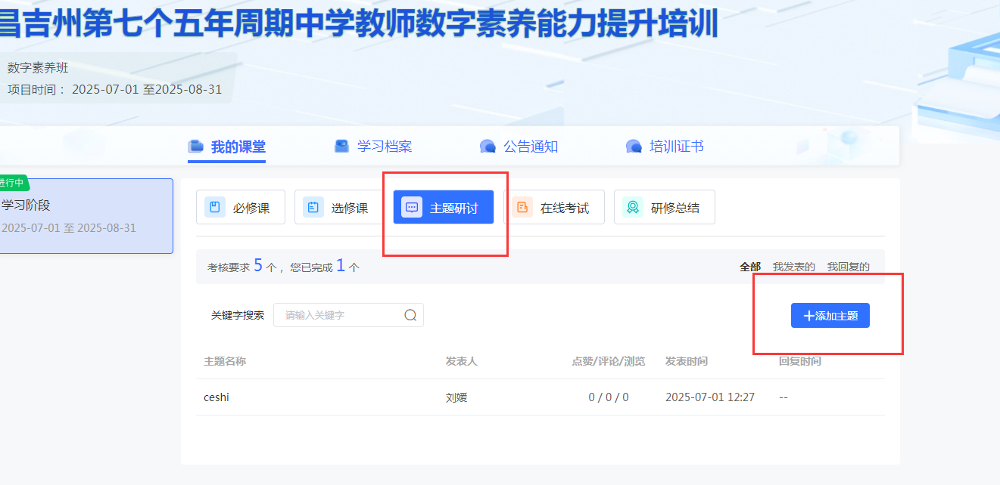 昌吉州第七个五年周期中学教师数字素养能力提升培训
数字素养班
项目时间： 2025-07-01 至2025-08-31
我的课堂 学习档案 公告通知 培训证书
进行中
学习阶段
2025-07-01 至 2025-08-31
必修课 选修课 主题研讨 在线考试 研修总结
考核要求 5 个 ，您已完成 1 个
全部 我发表的 我回复的
关键字搜索 请输入关键字
+添加主题
主题名称 发表人 点赞/评论/浏览 发表时间 回复时间
ceshi 刘媛 0 / 0 / 0 2025-07-01 12:27 --